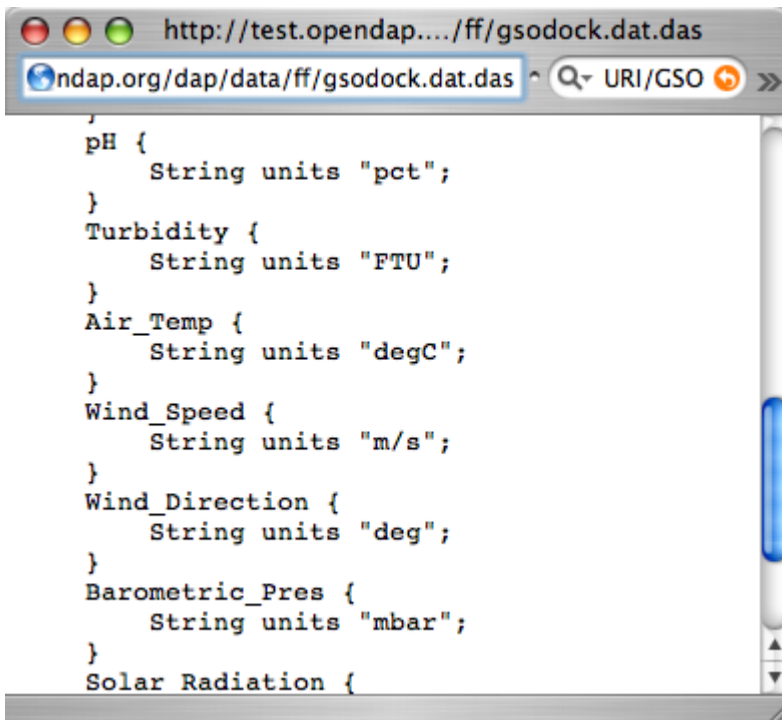 http://test.opendap..../ff/gsodock.dat.das
ndap.org/dap/data/ff/gsodock.dat.das URI/GSO »
}
pH {
String units "pct";
}
Turbidity {
String units "FTU";
}
Air_Temp {
String units "degC";
}
Wind_Speed {
String units "m/s";
}
Wind_Direction {
String units "deg";
}
Barometric_Pres {
String units "mbar";
}
Solar Radiation {